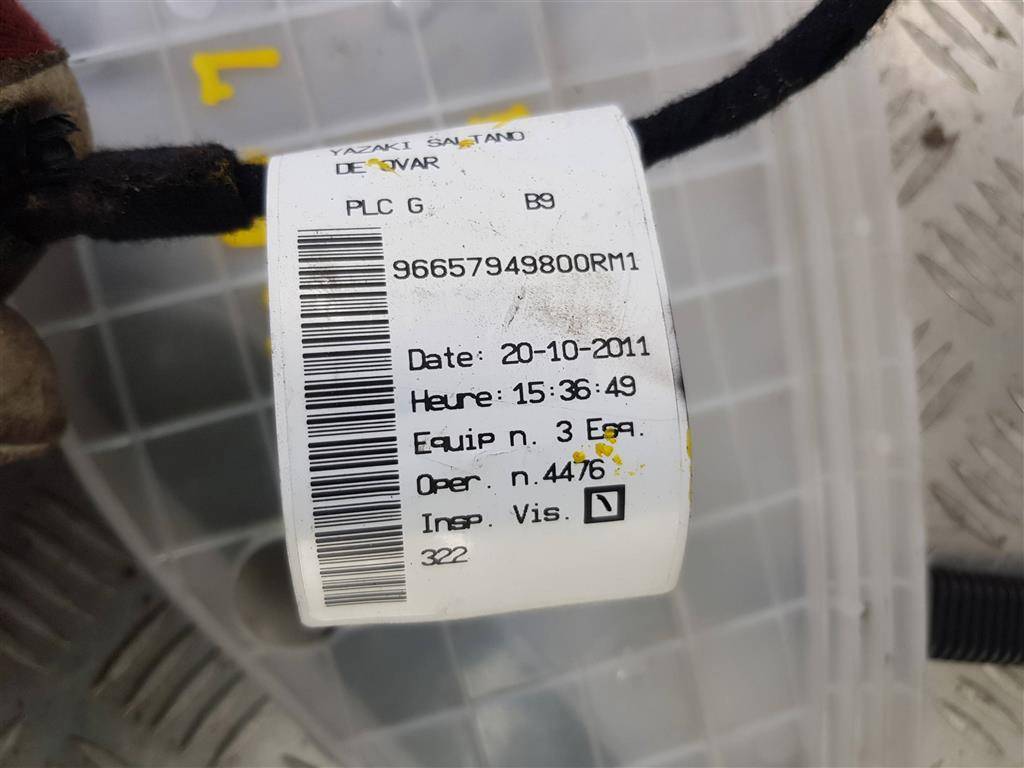 YAZAKI SALTANO
DE OVAR
PLC G B9
96657949800RM1
Date: 20-10-2011
Heure: 15:36:49
Equip n. 3 Esq.
Oper. n.4476
Insp. Vis. 1
322